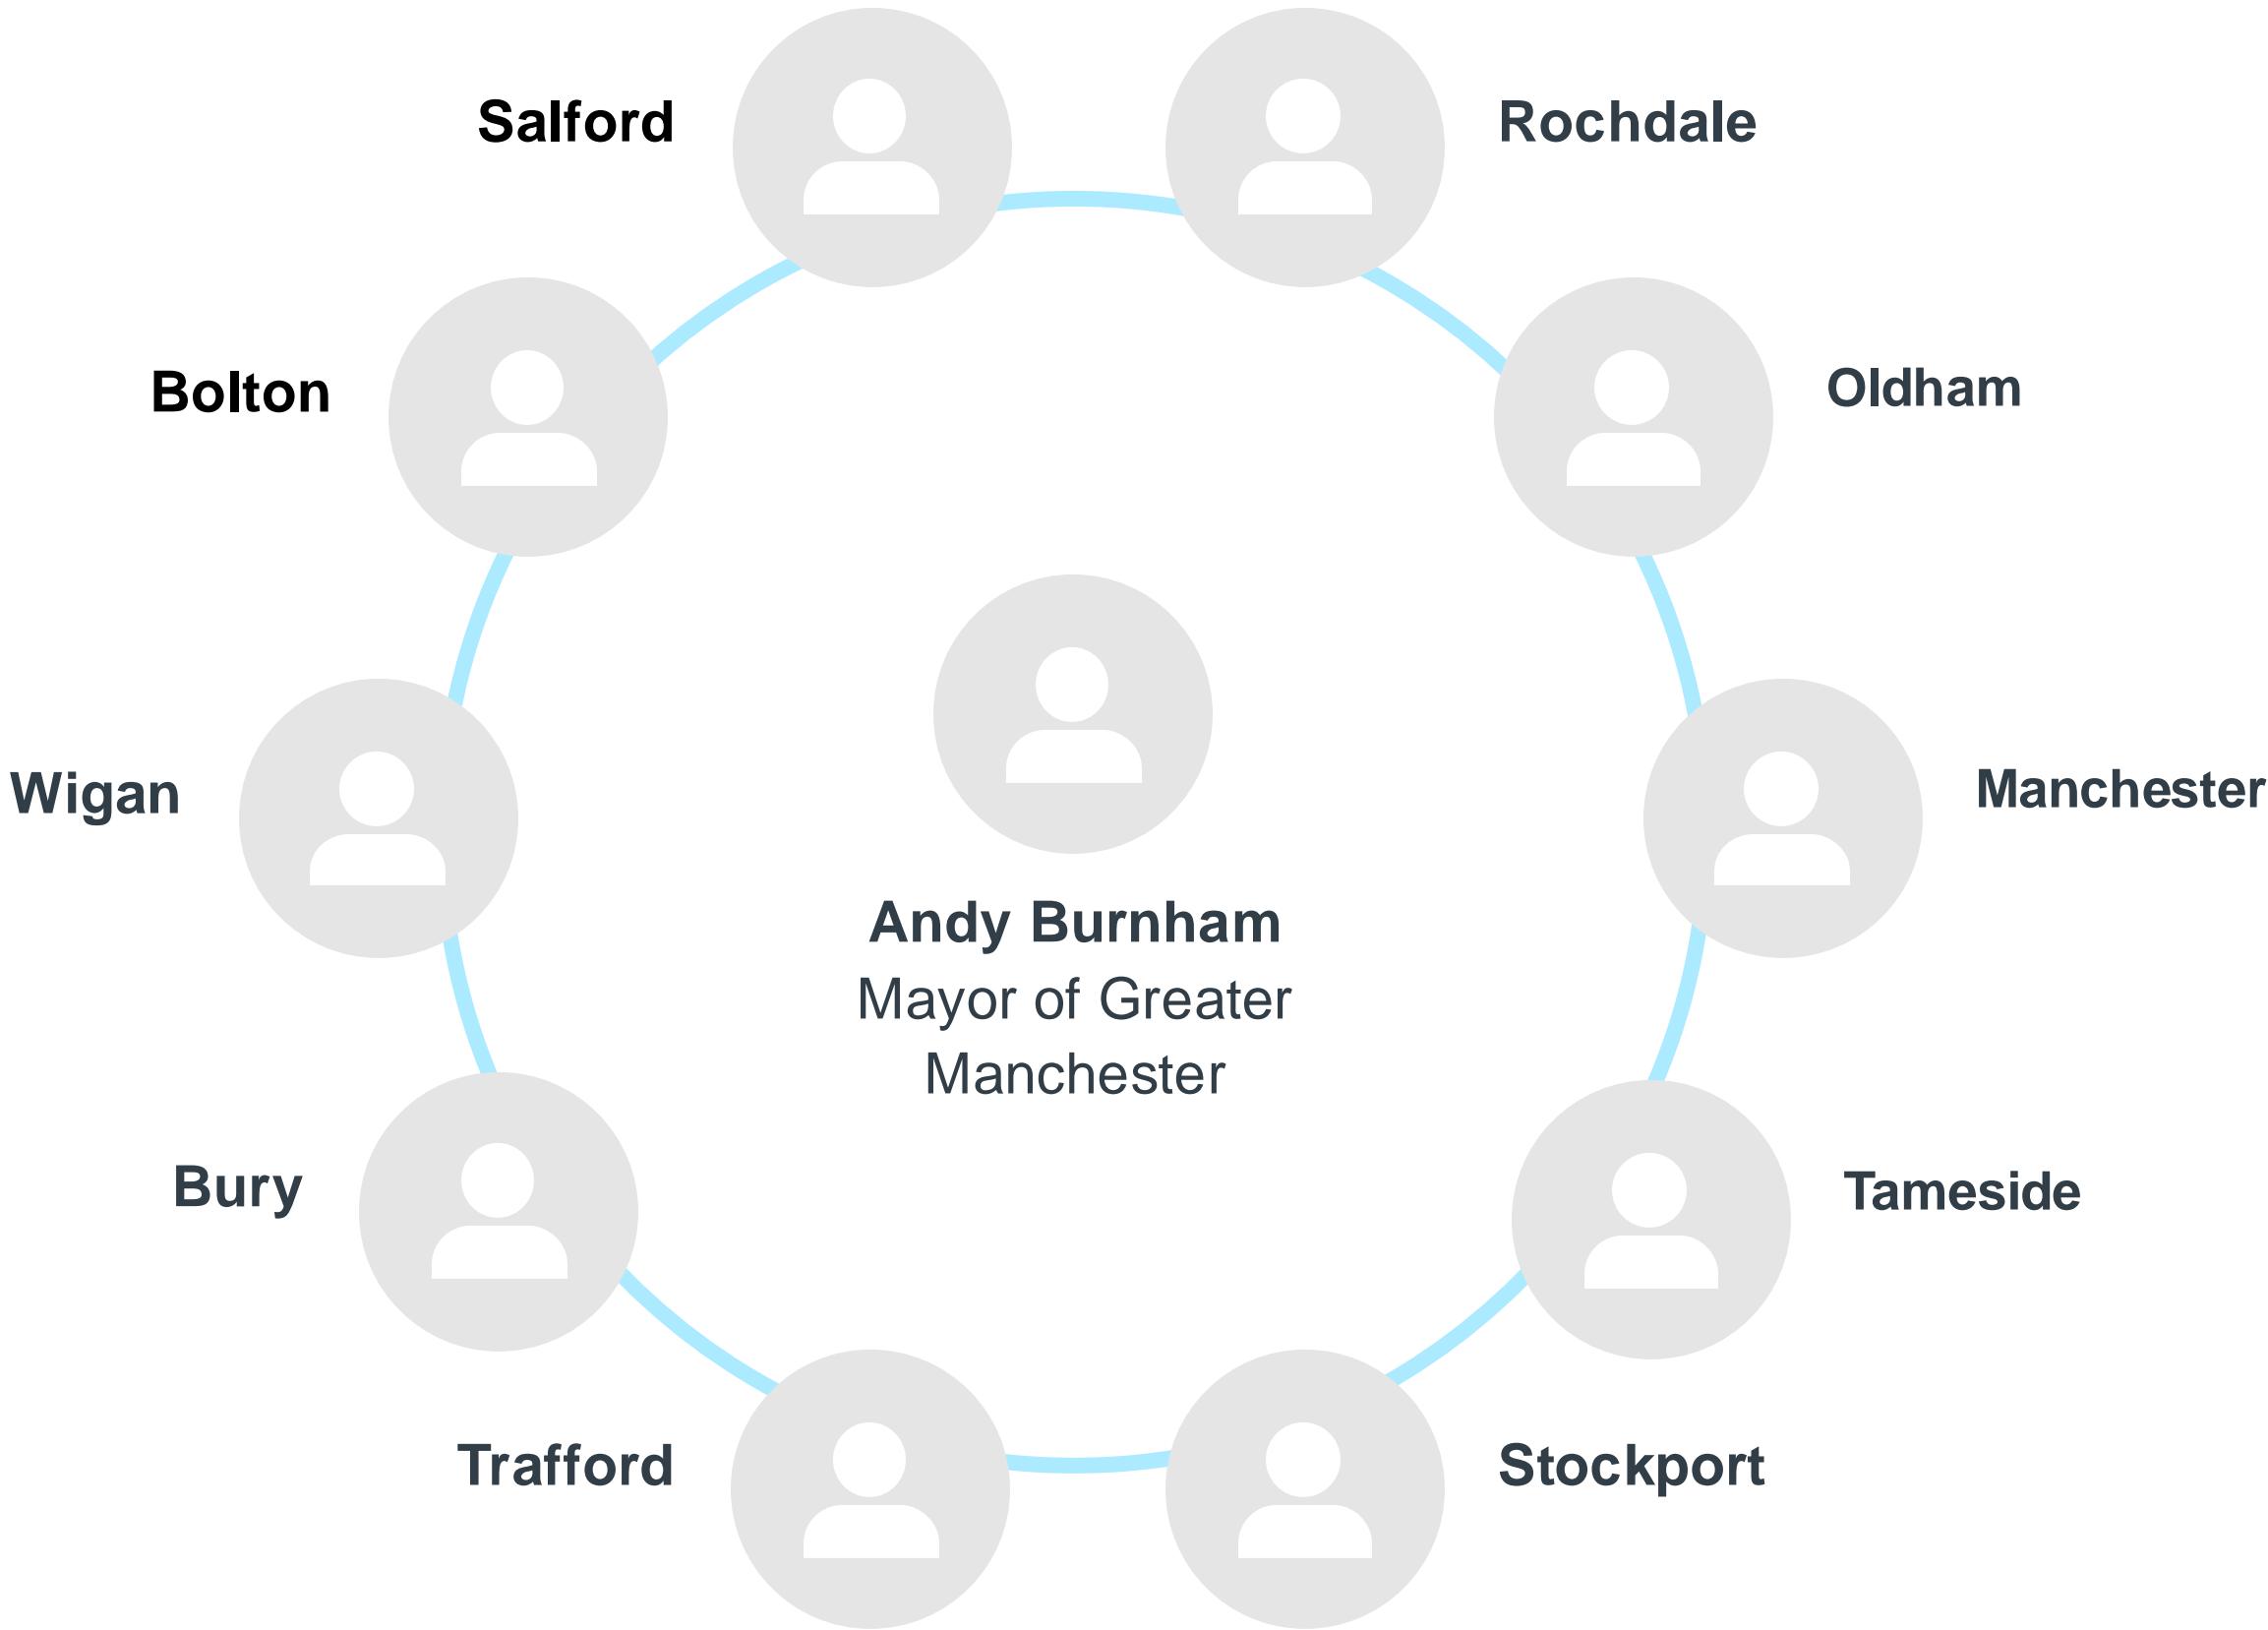 Salford
Rochdale
Bolton
Oldham
Wigan
Manchester
Andy Burnham
Mayor of Greater
Manchester
Bury
Tameside
Trafford
Stockport